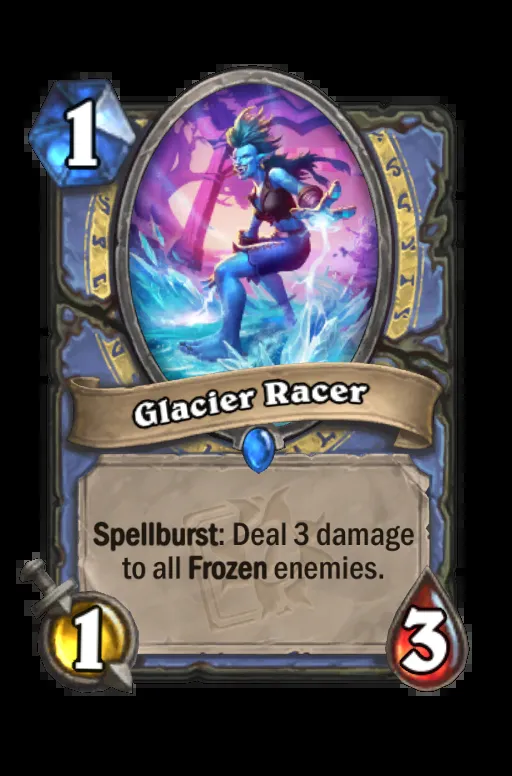 1
Glacier Racer
Spellburst: Deal 3 damage
to all Frozen enemies.
1
3